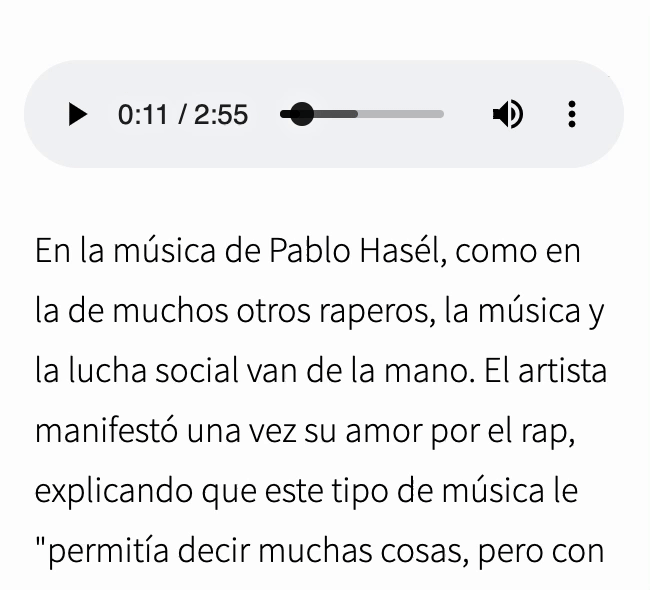 0:11 / 2:55
En la música de Pablo Hasél, como en
la de muchos otros raperos, la música y
la lucha social van de la mano. El artista
manifestó una vez su amor por el rap,
explicando que este tipo de música le
"permitía decir muchas cosas, pero con